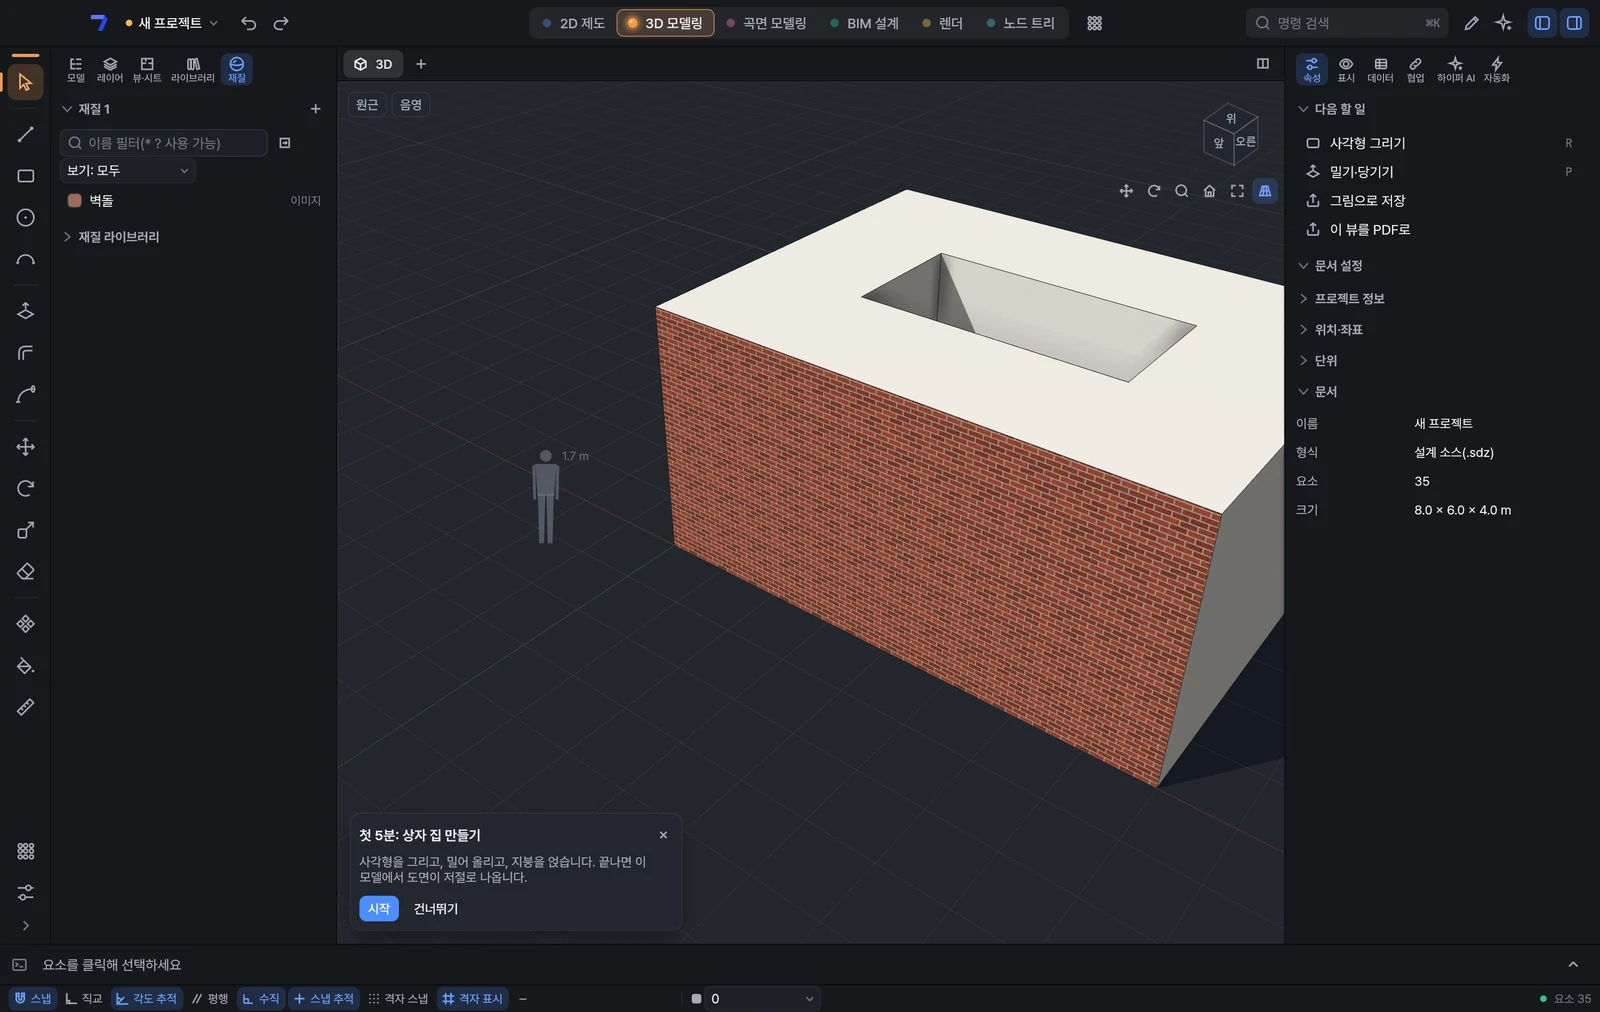 새 프로젝트
2D 제도
3D 모델링
곡면 모델링
BIM 설계
렌더
노드 트리
명령 검색
⌘K
모델
레이어
뷰·시트
라이브러리
재질
재질 1
이름 필터(* ? 사용 가능)
보기: 모두
벽돌
이미지
재질 라이브러리
3D
원근
음영
위
앞
오른
1.7 m
첫 5분: 상자 집 만들기
사각형을 그리고, 밀어 올리고, 지붕을 얹습니다. 끝나면 이
모델에서 도면이 저절로 나옵니다.
시작
건너뛰기
속성
표시
데이터
협업
하이퍼 AI
자동화
다음 할 일
사각형 그리기
R
밀기·당기기
P
그림으로 저장
이 뷰를 PDF로
문서 설정
프로젝트 정보
위치·좌표
단위
문서
이름
새 프로젝트
형식
설계 소스(.sdz)
요소
35
크기
8.0 × 6.0 × 4.0 m
요소를 클릭해 선택하세요
스냅
직교
각도 추적
평행
수직
스냅 추적
격자 스냅
격자 표시
0
요소 35